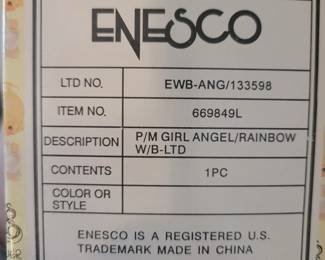 ENESCO
LTD NO. EWB-ANG/133598
ITEM NO. 669849L
DESCRIPTION P/M GIRL ANGEL/RAINBOW
W/B-LTD
CONTENTS 1PC
COLOR OR
STYLE
ENESCO IS A REGISTERED U.S.
TRADEMARK MADE IN CHINA
ENESCO